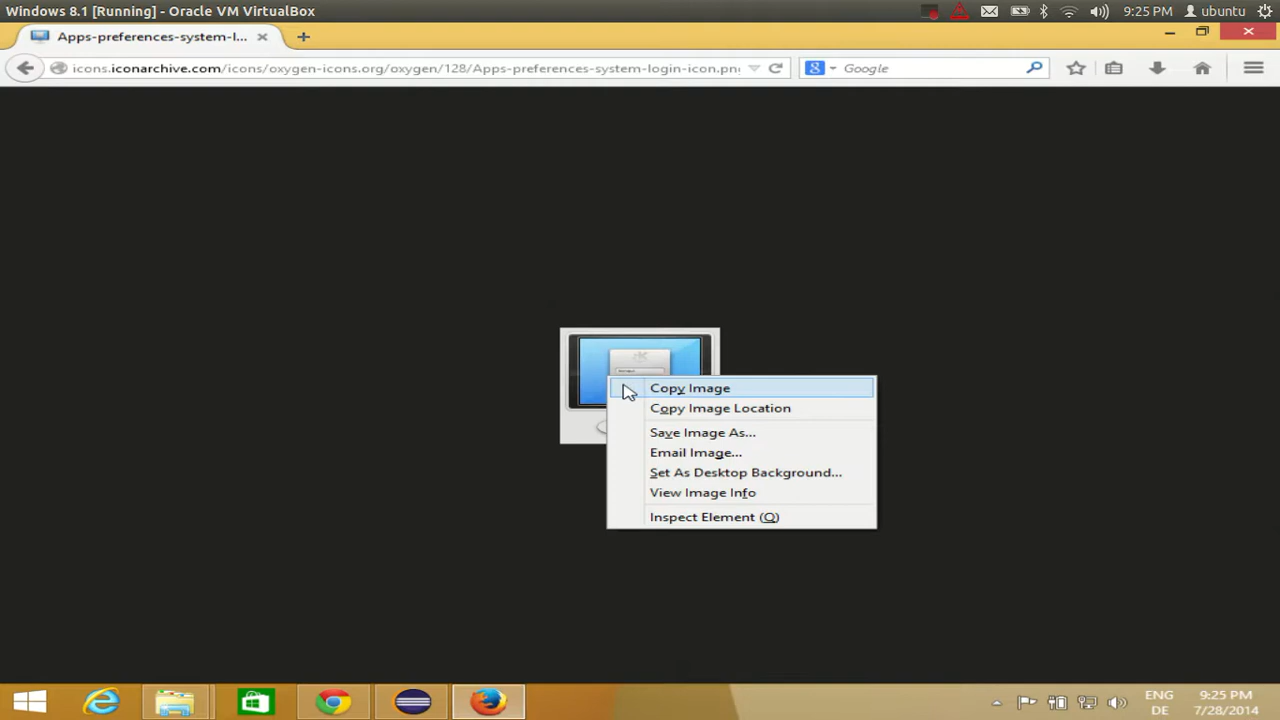 Windows 8.1 [Running] - Oracle VM VirtualBox
9:25 PM
ubuntu
Apps-preferences-system-l...
icons.iconarchive.com/icons/oxygen-icons.org/oxygen/128/Apps-preferences-system-login-icon.pn
Google
Copy Image
Copy Image Location
Save Image As...
Email Image...
Set As Desktop Background...
View Image Info
Inspect Element (Q)
ENG
DE
9:25 PM
7/28/2014